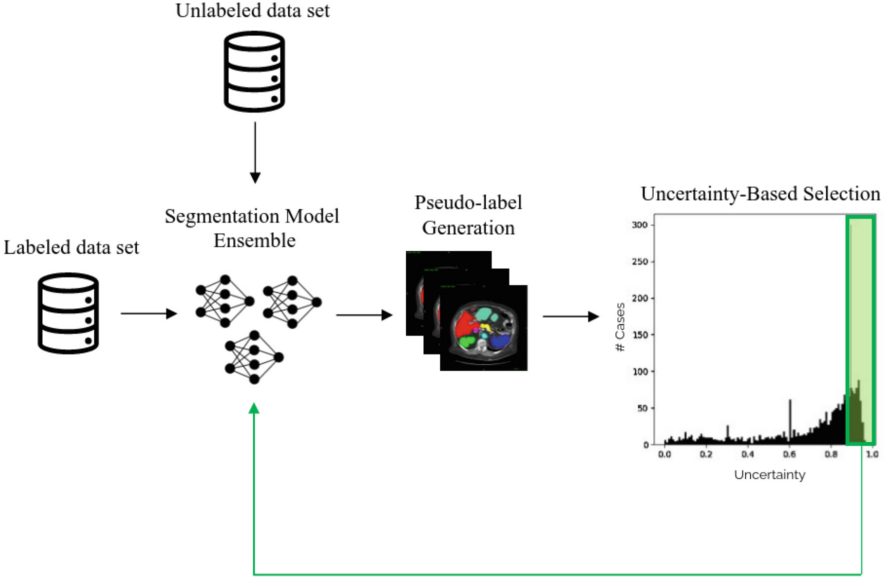 Unlabeled data set
Labeled data set
Segmentation Model
Ensemble
Pseudo-label
Generation
Uncertainty-Based Selection
# Cases
300
250
200
150
100
50
0
0.0 0.2 0.4 0.6 0.8 1.0
Uncertainty